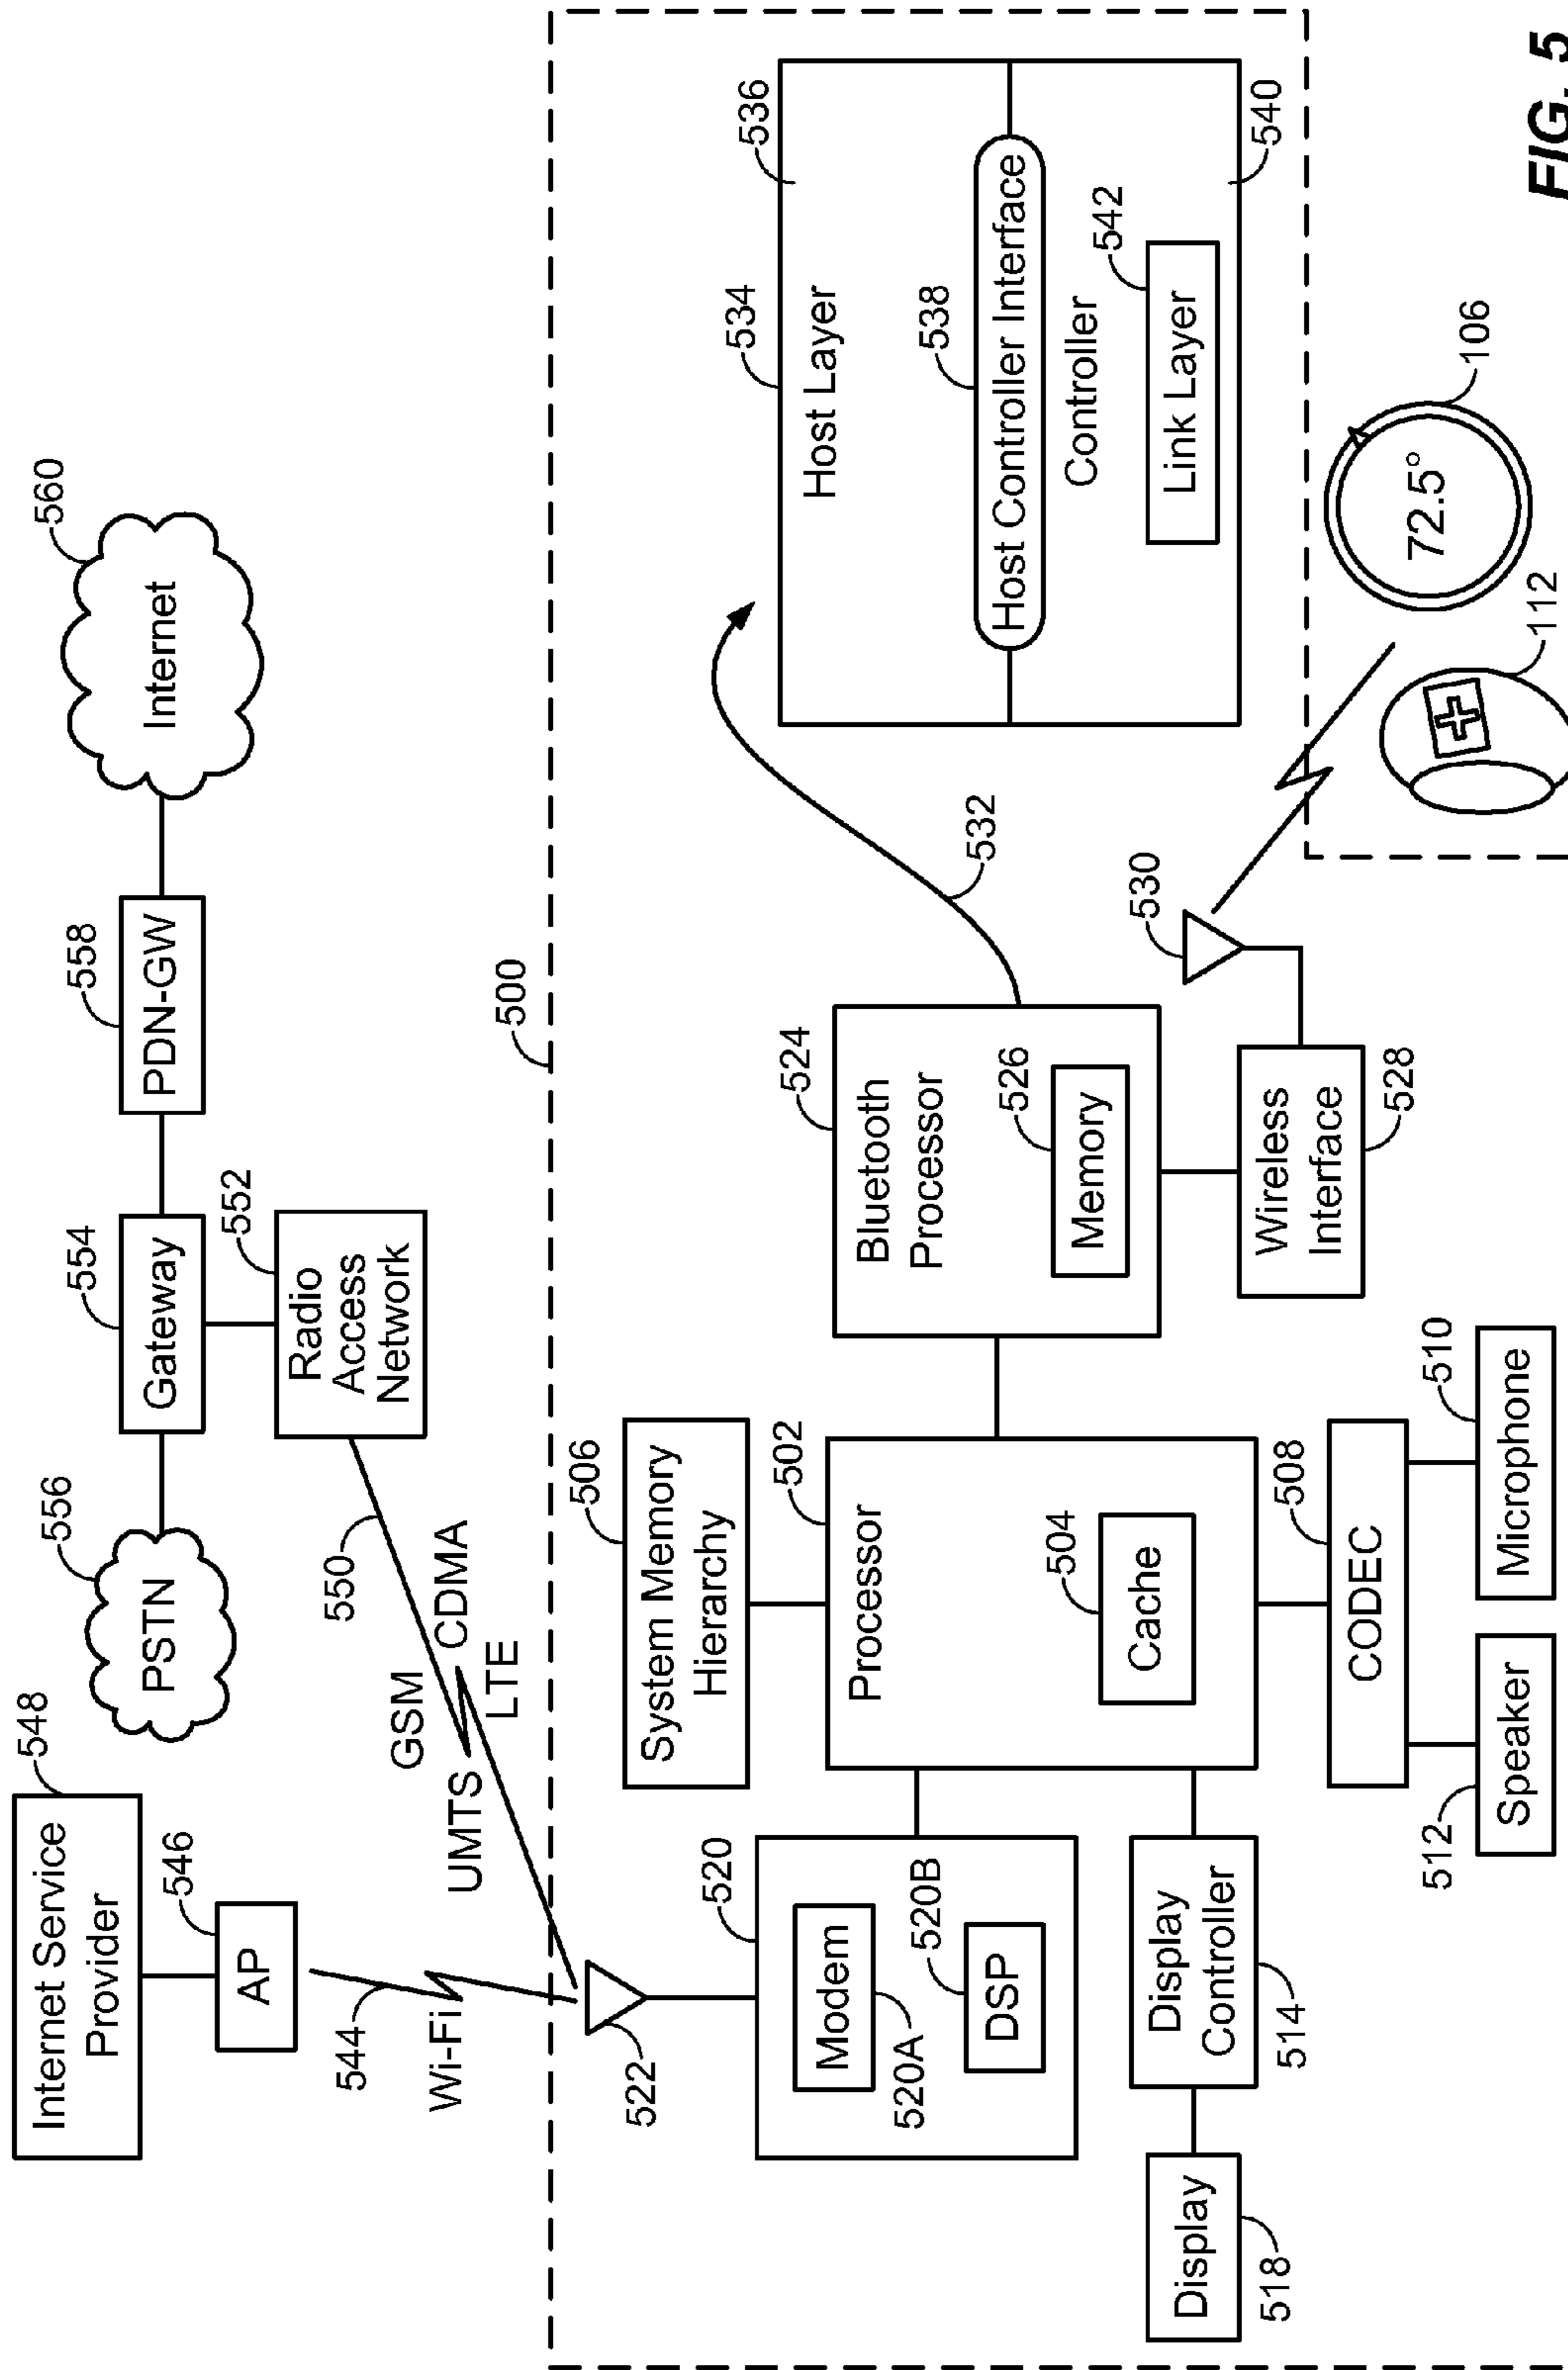 548
Internet Service
Provider
546
AP
544
Wi-Fi
556
PSTN
554
Gateway
558
PDN-GW
560
Internet
552
Radio
Access
Network
550
GSM
CDMA
UMTS
LTE
500
522
520
Modem
520A
520B
DSP
506
System Memory
Hierarchy
502
Processor
504
Cache
524
Bluetooth
Processor
526
Memory
532
534
536
Host Layer
538
Host Controller Interface
Controller
542
Link Layer
540
530
Wireless
Interface
528
Display
Controller
514
Display
518
508
CODEC
512
Speaker
510
Microphone
112
72.5°
106
FIG. 5